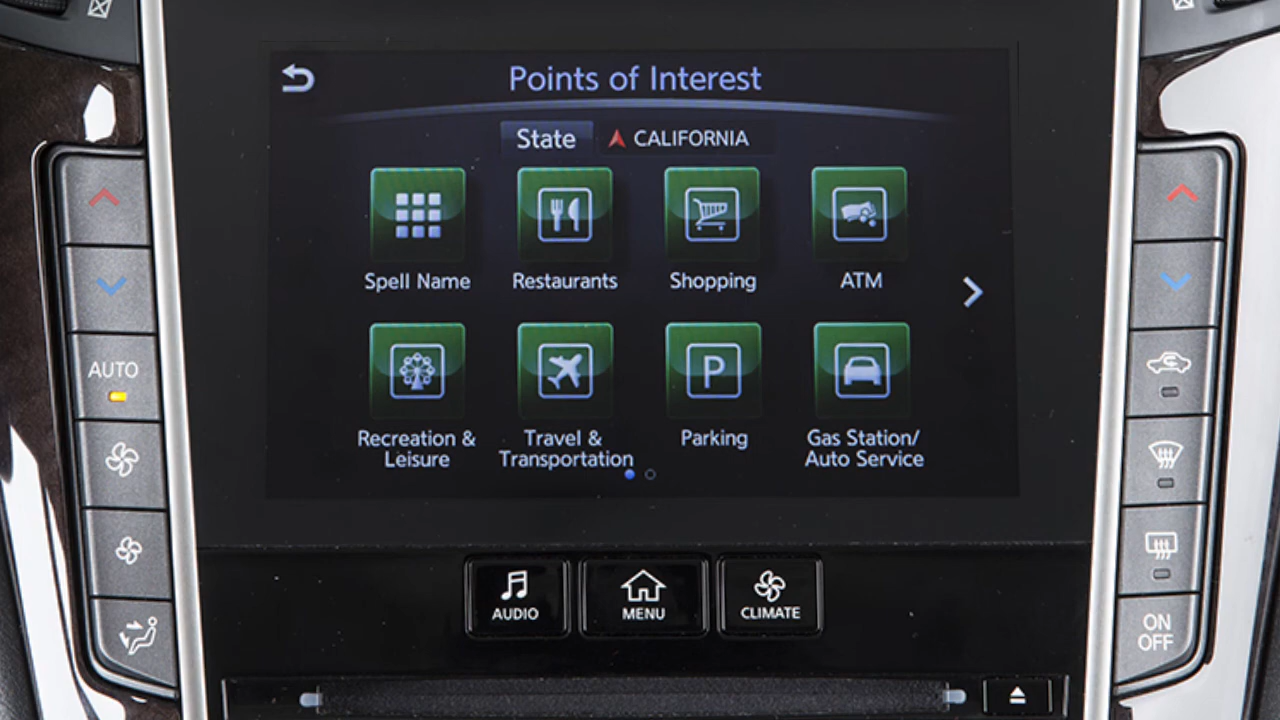 Points of Interest
State CALIFORNIA
Spell Name Restaurants Shopping ATM
P
Recreation & Leisure
Travel & Transportation
Parking
Gas Station/ Auto Service
AUTO
AUDIO MENU CLIMATE
ON
OFF